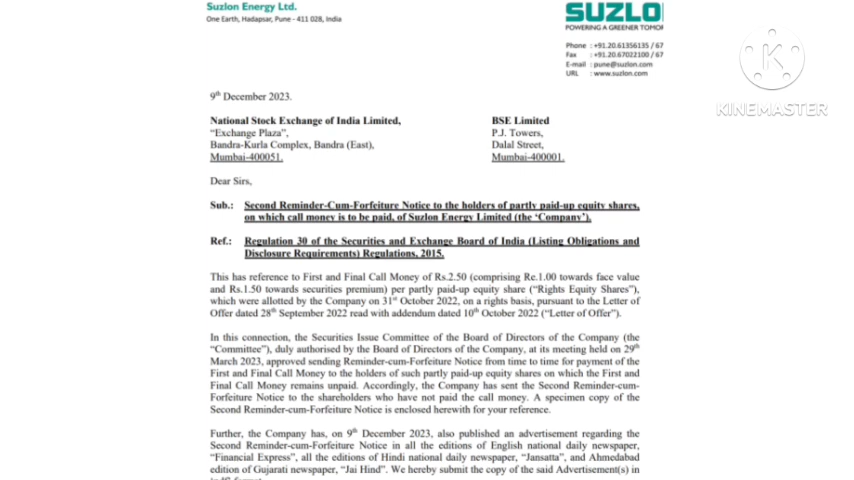 Suzlon Energy Ltd.
One Earth, Hadapsar, Pune - 411 028, India
SUZLO
POWERING A GREENER TOMO
Phone : +91.20.61356135 / 67
Fax : +91.20.67022100 / 67
E-mail : pune@suzlon.com
URL : www.suzlon.com
K
KINEMASTER
9th December 2023.
National Stock Exchange of India Limited,
"Exchange Plaza",
Bandra-Kurla Complex, Bandra (East),
Mumbai-400051.
BSE Limited
P.J. Towers,
Dalal Street,
Mumbai-400001.
Dear Sirs,
Sub.: Second Reminder-Cum-Forfeiture Notice to the holders of partly paid-up equity shares,
on which call money is to be paid, of Suzlon Energy Limited (the 'Company').
Ref.: Regulation 30 of the Securities and Exchange Board of India (Listing Obligations and
Disclosure Requirements) Regulations, 2015.
This has reference to First and Final Call Money of Rs.2.50 (comprising Re.1.00 towards face value
and Rs.1.50 towards securities premium) per partly paid-up equity share ("Rights Equity Shares"),
which were allotted by the Company on 31st October 2022, on a rights basis, pursuant to the Letter of
Offer dated 28th September 2022 read with addendum dated 10th October 2022 ("Letter of Offer").
In this connection, the Securities Issue Committee of the Board of Directors of the Company (the
"Committee"), duly authorised by the Board of Directors of the Company, at its meeting held on 29th
March 2023, approved sending Reminder-cum-Forfeiture Notice from time to time for payment of the
First and Final Call Money to the holders of such partly paid-up equity shares on which the First and
Final Call Money remains unpaid. Accordingly, the Company has sent the Second Reminder-cum-
Forfeiture Notice to the shareholders who have not paid the call money. A specimen copy of the
Second Reminder-cum-Forfeiture Notice is enclosed herewith for your reference.
Further, the Company has, on 9th December 2023, also published an advertisement regarding the
Second Reminder-cum-Forfeiture Notice in all the editions of English national daily newspaper,
"Financial Express", all the editions of Hindi national daily newspaper, "Jansatta", and Ahmedabad
edition of Gujarati newspaper, "Jai Hind". We hereby submit the copy of the said Advertisement(s) in